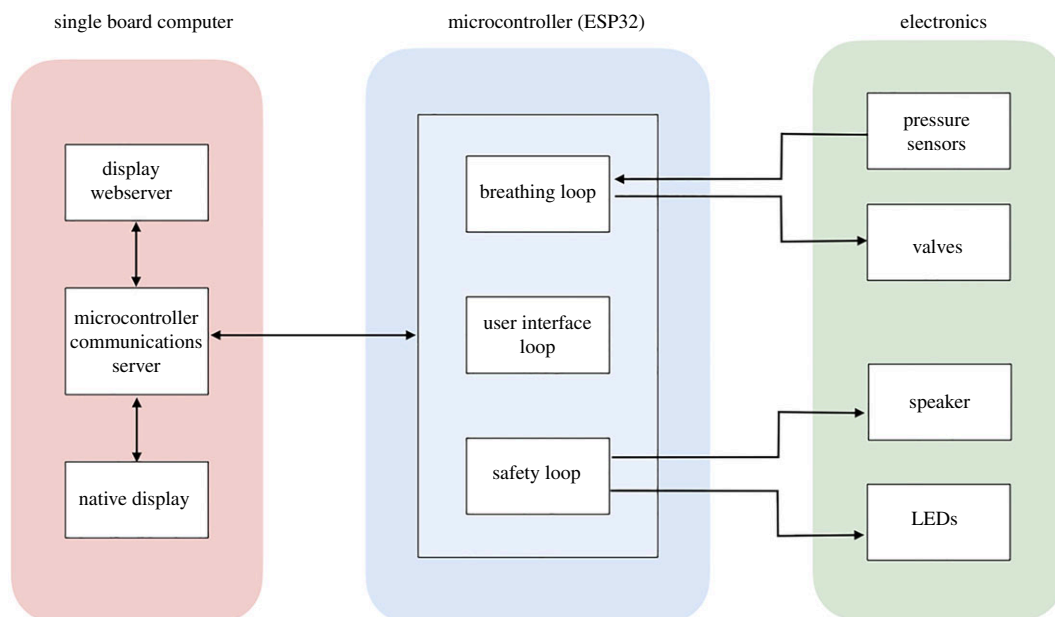 single board computer
microcontroller (ESP32)
electronics
display
webserver
microcontroller
communications
server
native display
breathing loop
user interface
loop
safety loop
pressure
sensors
valves
speaker
LEDs